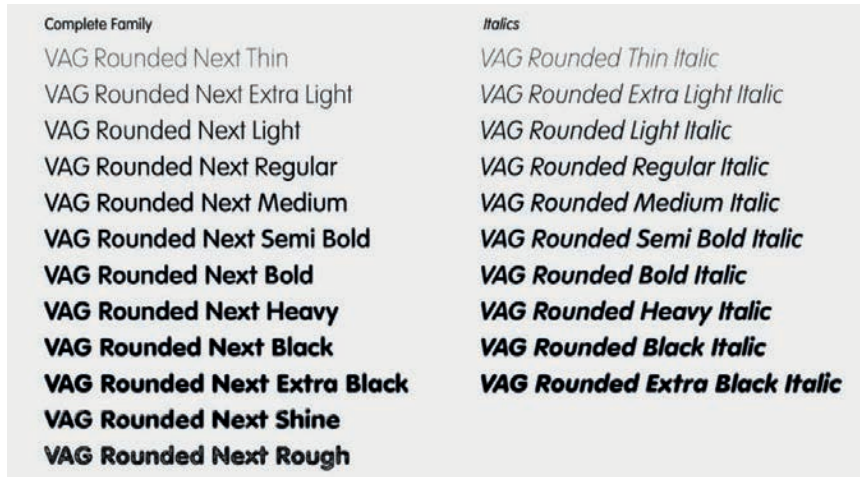 Complete Family
VAG Rounded Next Thin
VAG Rounded Next Extra Light
VAG Rounded Next Light
VAG Rounded Next Regular
VAG Rounded Next Medium
VAG Rounded Next Semi Bold
VAG Rounded Next Bold
VAG Rounded Next Heavy
VAG Rounded Next Black
VAG Rounded Next Extra Black
VAG Rounded Next Shine
VAG Rounded Next Rough
Italics
VAG Rounded Thin Italic
VAG Rounded Extra Light Italic
VAG Rounded Light Italic
VAG Rounded Regular Italic
VAG Rounded Medium Italic
VAG Rounded Semi Bold Italic
VAG Rounded Bold Italic
VAG Rounded Heavy Italic
VAG Rounded Black Italic
VAG Rounded Extra Black Italic